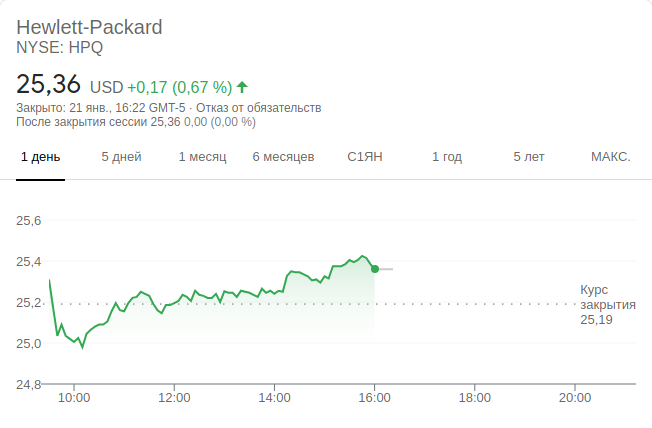 Hewlett-Packard
NYSE: HPQ
25,36 USD +0,17 (0,67 %)
Закрыто: 21 янв., 16:22 GMT-5 · Отказ от обязательств
После закрытия сессии 25,36 0,00 (0,00 %)
1 день 5 дней 1 месяц 6 месяцев С1ЯН 1 год 5 лет МАКС.
25,6
25,4
25,2
25,0
24,8
Курс
закрытия
25,19
10:00 12:00 14:00 16:00 18:00 20:00